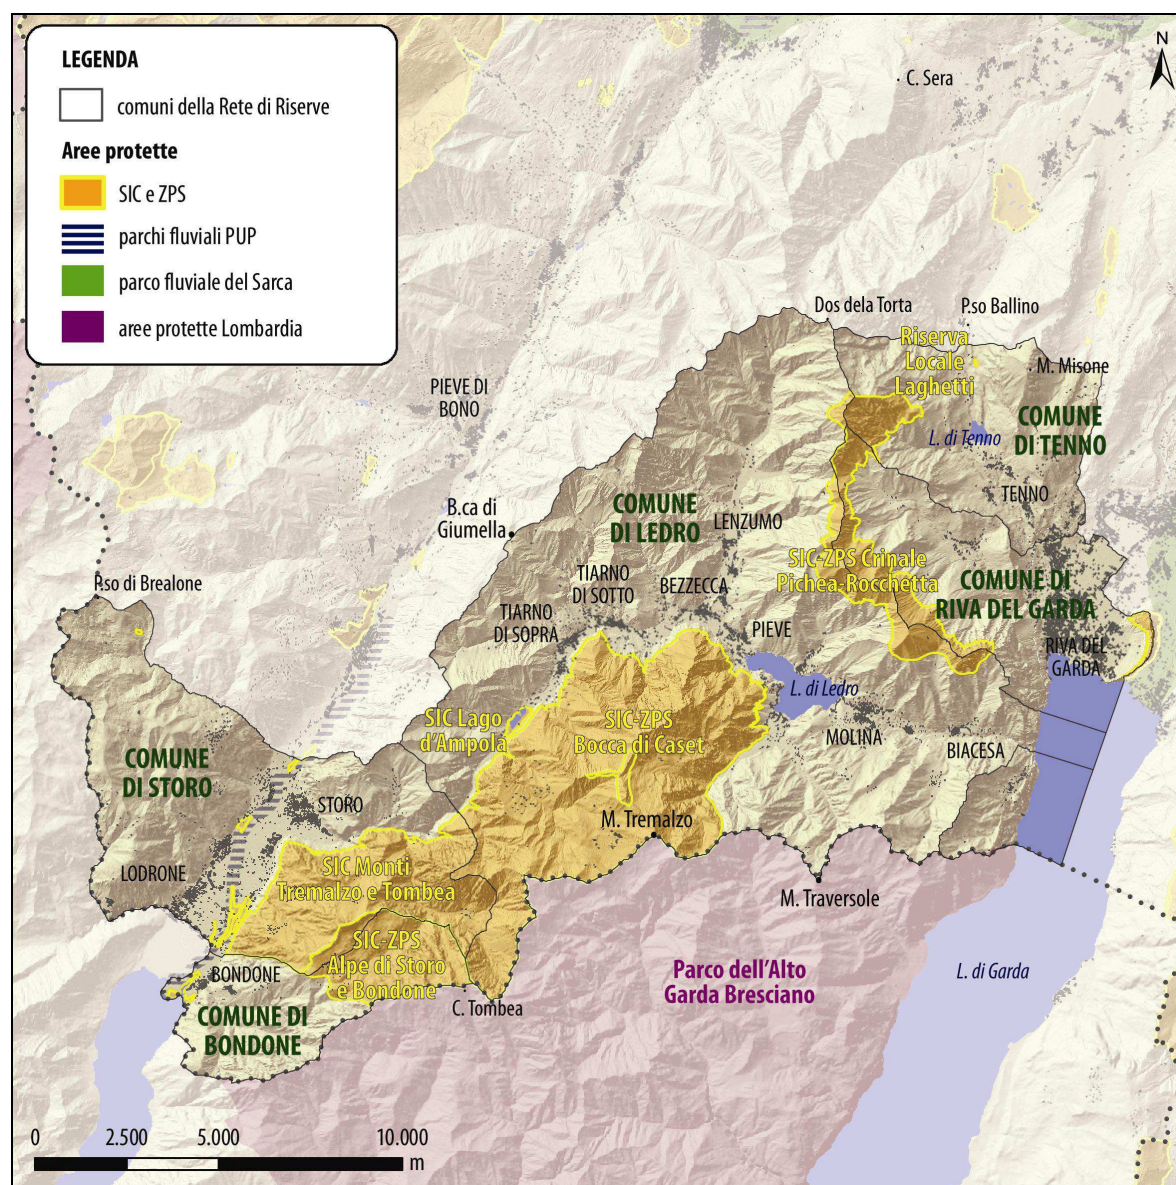 LEGENDA
comuni della Rete di Riserve
Aree protette
SIC e ZPS
parchi fluviali PUP
parco fluviale del Sarca
aree protette Lombardia
N
C. Sera
Dos dela Torta
P.so Ballino
Riserva
Locale
Laghetti
M. Misone
PIEVE DI
BONO
COMUNE
DI TENNO
L. di Tenno
TENNO
B.ca di
Giumella
COMUNE
DI LEDRO
LENZUMO
SIC-ZPS Crinale
Pichea-Rocchetta
COMUNE DI
RIVA DEL GARDA
P.so di Brealone
TIARNO
DI SOTTO
BEZZECCA
TIARNO
DI SOPRA
PIEVE
RIVA DEL
GARDA
L. di Ledro
SIC Lago
d'Ampola
SIC-ZPS
Bocca di Caset
MOLINA
BIACESA
COMUNE
DI STORO
STORO
M. Tremalzo
LODRONE
SIC Monti
Tremalzo e Tombea
M. Traversole
SIC-ZPS
Alpe di Storo
e Bondone
BONDONE
Parco dell'Alto
Garda Bresciano
L. di Garda
C. Tombea
COMUNE DI
BONDONE
0 2.500 5.000 10.000
m